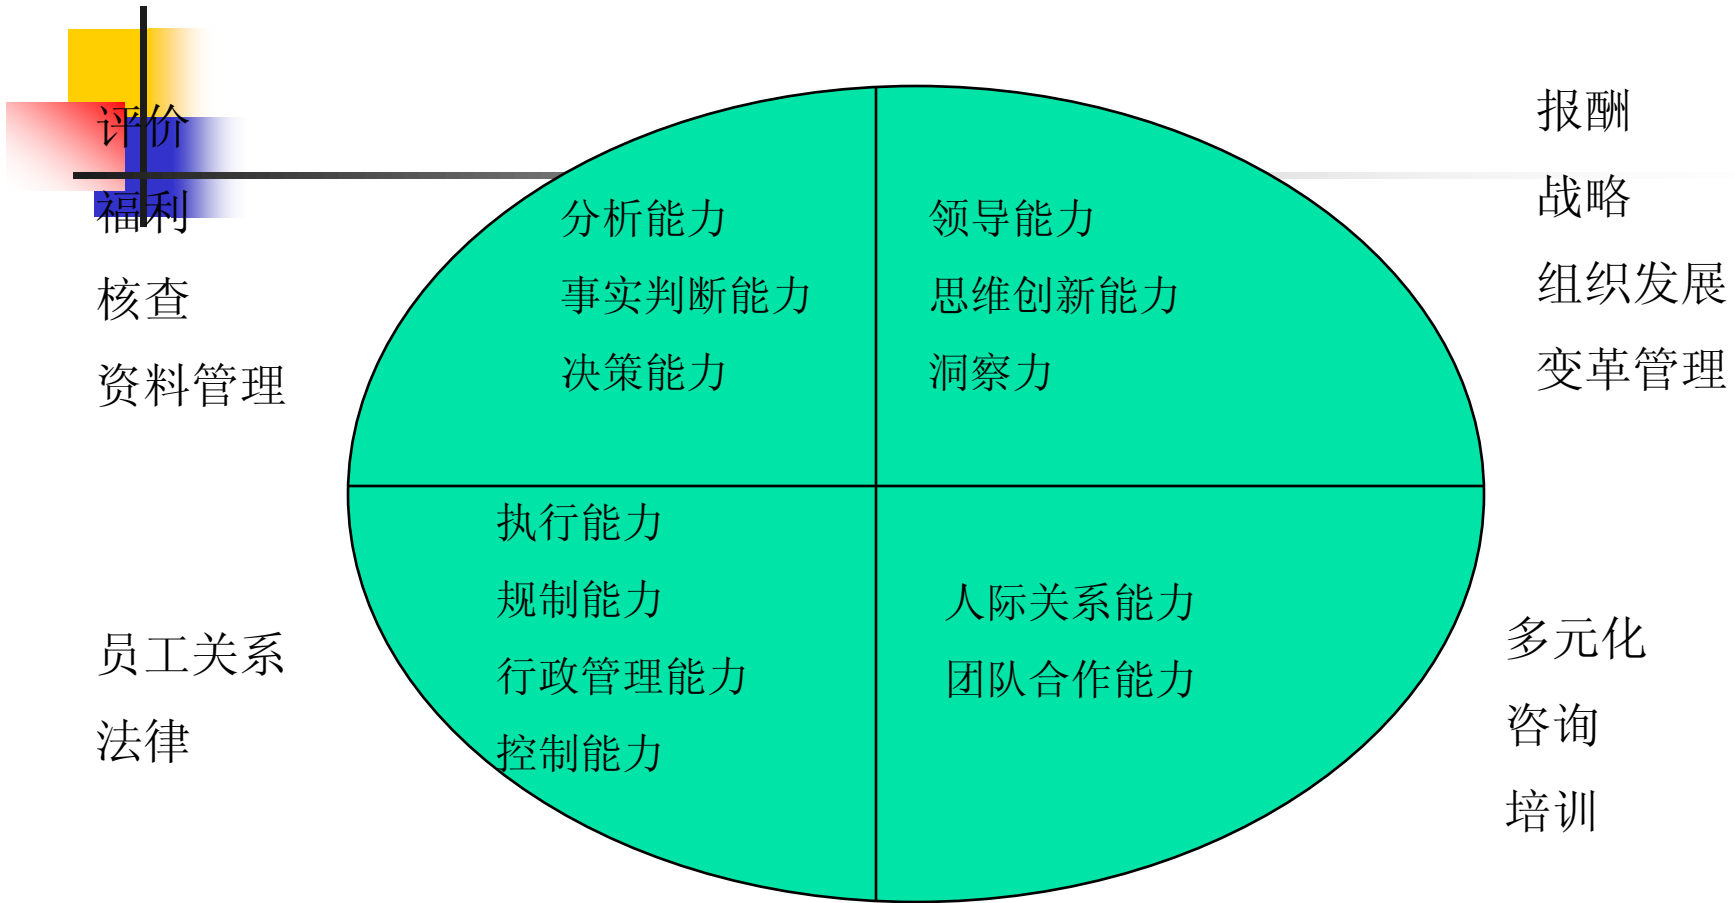 评价
福利
核查
资料管理
分析能力
事实判断能力
决策能力
领导能力
思维创新能力
洞察力
报酬
战略
组织发展
变革管理
员工关系
法律
执行能力
规制能力
行政管理能力
控制能力
人际关系能力
团队合作能力
多元化
咨询
培训